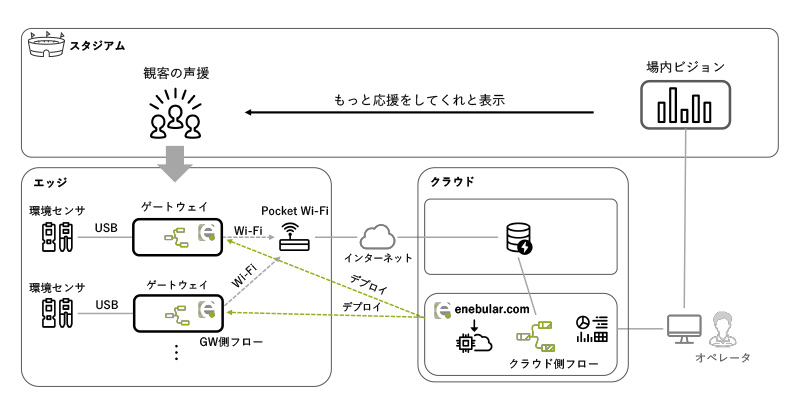 スタジアム
観客の声援
もっと応援をしてくれと表示
場内ビジョン
エッジ
環境センサ
USB
ゲートウェイ
Wi-Fi
Pocket Wi-Fi
インターネット
クラウド
環境センサ
USB
ゲートウェイ
Wi-Fi
GW側フロー
デプロイ
デプロイ
enebular.com
クラウド側フロー
オペレータ